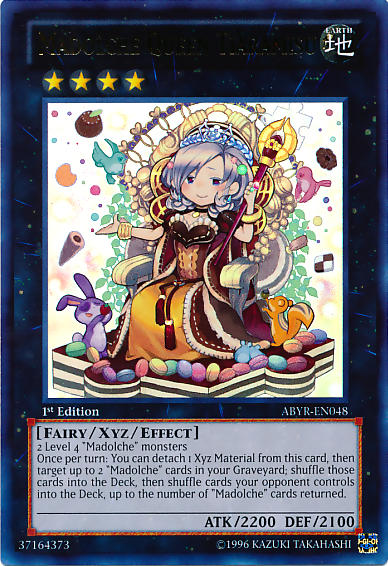 MADOLCHE QUEEN TIARAMISU
EARTH
地
1st Edition
ABYR-EN048
[FAIRY/XYZ/EFFECT]
2 Level 4 "Madolche" monsters
Once per turn: You can detach 1 Xyz Material from this card, then
target up to 2 "Madolche" cards in your Graveyard; shuffle those
cards into the Deck, then shuffle cards your opponent controls
into the Deck, up to the number of "Madolche" cards returned.
ATK/2200 DEF/2100
37164373
©1996 KAZUKI TAKAHASHI